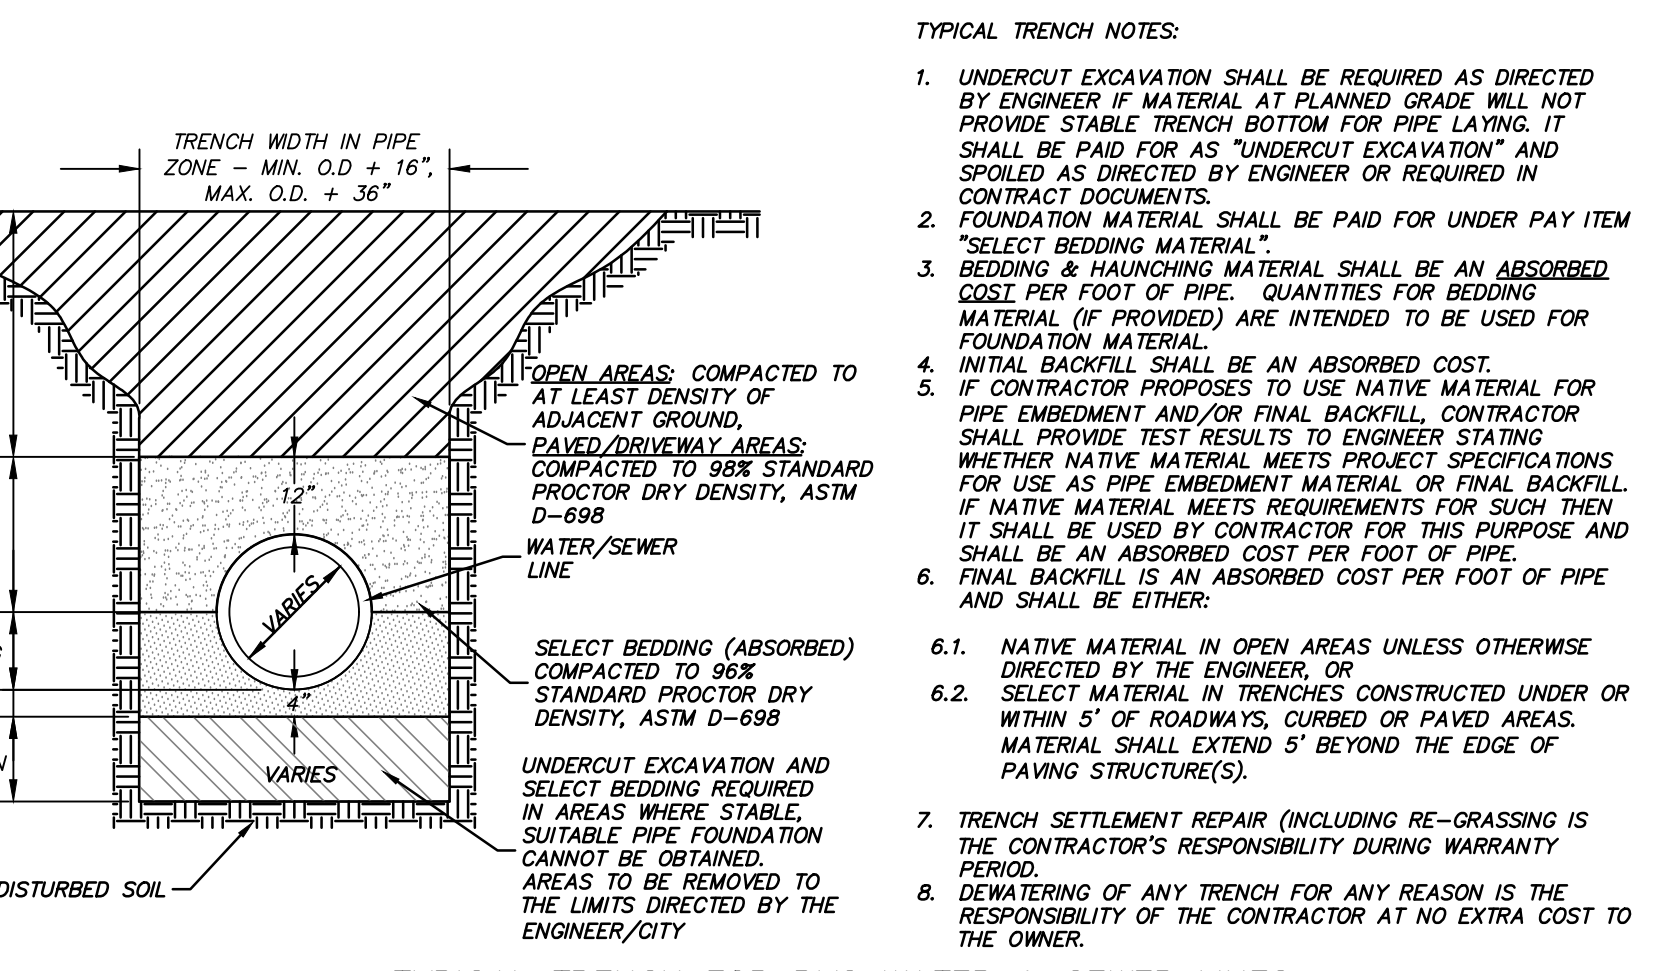 TRENCH WIDTH IN PIPE
ZONE - MIN. O.D + 16",
MAX. O.D. + 36"
OPEN AREAS: COMPACTED TO
AT LEAST DENSITY OF
ADJACENT GROUND,
PAVED/DRIVEWAY AREAS:
COMPACTED TO 98% STANDARD
PROCTOR DRY DENSITY, ASTM
D-698
12"
WATER/SEWER
LINE
VARIES
SELECT BEDDING (ABSORBED)
COMPACTED TO 96%
STANDARD PROCTOR DRY
DENSITY, ASTM D-698
4"
VARIES
UNDERCUT EXCAVATION AND
SELECT BEDDING REQUIRED
IN AREAS WHERE STABLE,
SUITABLE PIPE FOUNDATION
CANNOT BE OBTAINED.
AREAS TO BE REMOVED TO
THE LIMITS DIRECTED BY THE
ENGINEER/CITY
DISTURBED SOIL
TYPICAL TRENCH NOTES:
1. UNDERCUT EXCAVATION SHALL BE REQUIRED AS DIRECTED
BY ENGINEER IF MATERIAL AT PLANNED GRADE WILL NOT
PROVIDE STABLE TRENCH BOTTOM FOR PIPE LAYING. IT
SHALL BE PAID FOR AS "UNDERCUT EXCAVATION" AND
SPOILED AS DIRECTED BY ENGINEER OR REQUIRED IN
CONTRACT DOCUMENTS.
2. FOUNDATION MATERIAL SHALL BE PAID FOR UNDER PAY ITEM
"SELECT BEDDING MATERIAL".
3. BEDDING & HAUNCHING MATERIAL SHALL BE AN ABSORBED
COST PER FOOT OF PIPE. QUANTITIES FOR BEDDING
MATERIAL (IF PROVIDED) ARE INTENDED TO BE USED FOR
FOUNDATION MATERIAL.
4. INITIAL BACKFILL SHALL BE AN ABSORBED COST.
5. IF CONTRACTOR PROPOSES TO USE NATIVE MATERIAL FOR
PIPE EMBEDMENT AND/OR FINAL BACKFILL, CONTRACTOR
SHALL PROVIDE TEST RESULTS TO ENGINEER STATING
WHETHER NATIVE MATERIAL MEETS PROJECT SPECIFICATIONS
FOR USE AS PIPE EMBEDMENT MATERIAL OR FINAL BACKFILL.
IF NATIVE MATERIAL MEETS REQUIREMENTS FOR SUCH THEN
IT SHALL BE USED BY CONTRACTOR FOR THIS PURPOSE AND
SHALL BE AN ABSORBED COST PER FOOT OF PIPE.
6. FINAL BACKFILL IS AN ABSORBED COST PER FOOT OF PIPE
AND SHALL BE EITHER:
6.1. NATIVE MATERIAL IN OPEN AREAS UNLESS OTHERWISE
DIRECTED BY THE ENGINEER, OR
6.2. SELECT MATERIAL IN TRENCHES CONSTRUCTED UNDER OR
WITHIN 5' OF ROADWAYS, CURBED OR PAVED AREAS.
MATERIAL SHALL EXTEND 5' BEYOND THE EDGE OF
PAVING STRUCTURE(S).
7. TRENCH SETTLEMENT REPAIR (INCLUDING RE-GRASSING IS
THE CONTRACTOR'S RESPONSIBILITY DURING WARRANTY
PERIOD.
8. DEWATERING OF ANY TRENCH FOR ANY REASON IS THE
RESPONSIBILITY OF THE CONTRACTOR AT NO EXTRA COST TO
THE OWNER.